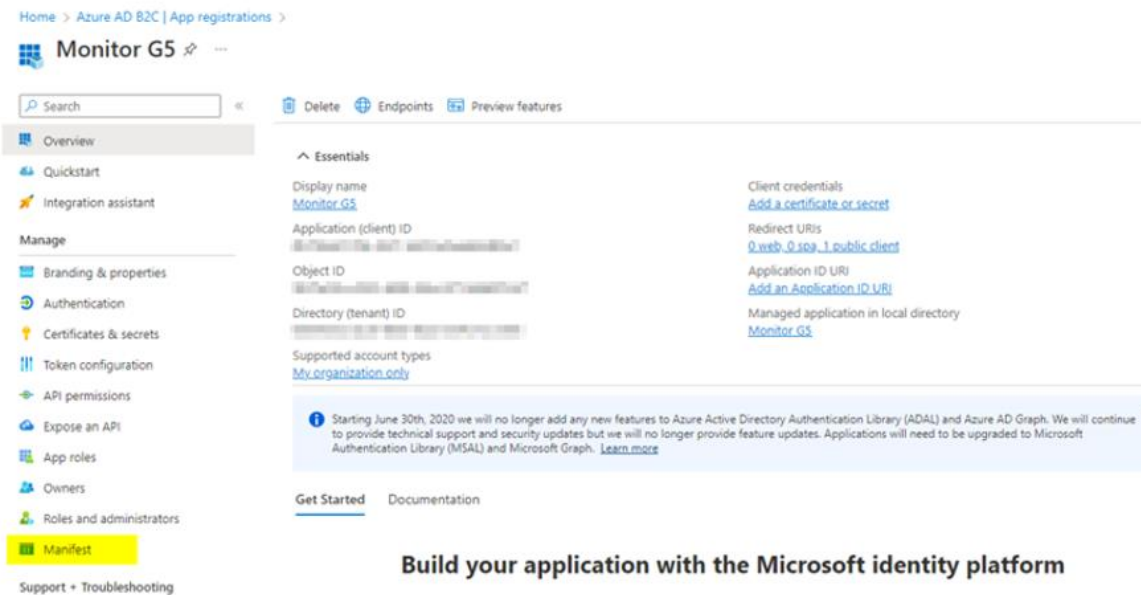 Home > Azure AD B2C | App registrations >
Monitor G5
Search
«
Delete
Endpoints
Preview features
Overview
Quickstart
Integration assistant
Manage
Branding & properties
Authentication
Certificates & secrets
Token configuration
API permissions
Expose an API
App roles
Owners
Roles and administrators
Manifest
Support + Troubleshooting
Essentials
Display name
Monitor G5
Application (client) ID
Object ID
Directory (tenant) ID
Supported account types
My organization only
Client credentials
Add a certificate or secret
Redirect URIs
0 web, 0 spa, 1 public client
Application ID URI
Add an Application ID URI
Managed application in local directory
Monitor G5
Starting June 30th, 2020 we will no longer add any new features to Azure Active Directory Authentication Library (ADAL) and Azure AD Graph. We will continue
to provide technical support and security updates but we will no longer provide feature updates. Applications will need to be upgraded to Microsoft
Authentication Library (MSAL) and Microsoft Graph. Learn more
Get Started
Documentation
Build your application with the Microsoft identity platform